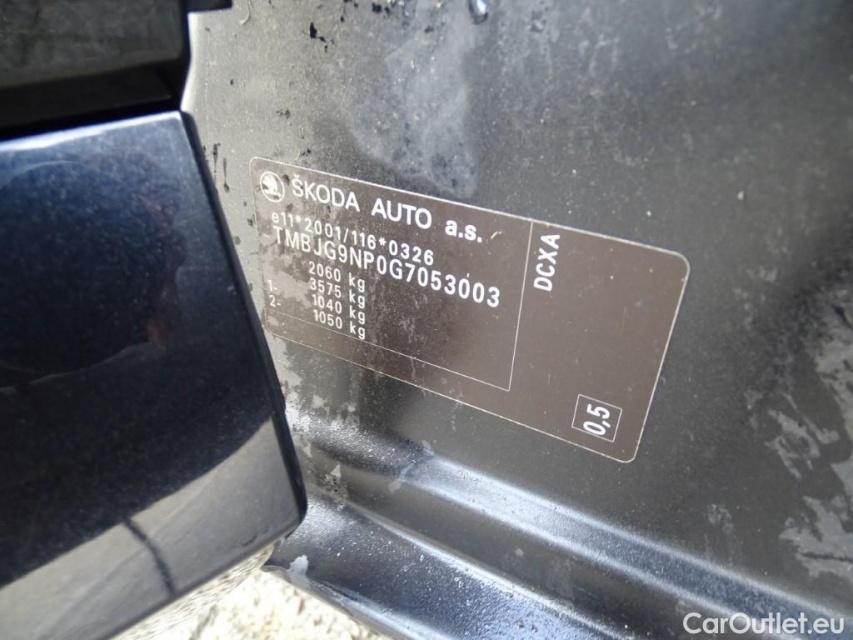 ŠKODA AUTO a.s.
e11*2001/116*0326
TMBJG9NP0G7053003
2060 kg
3575 kg
1- 1040 kg
2- 1050 kg
DCXA
0,5
CarOutlet.eu